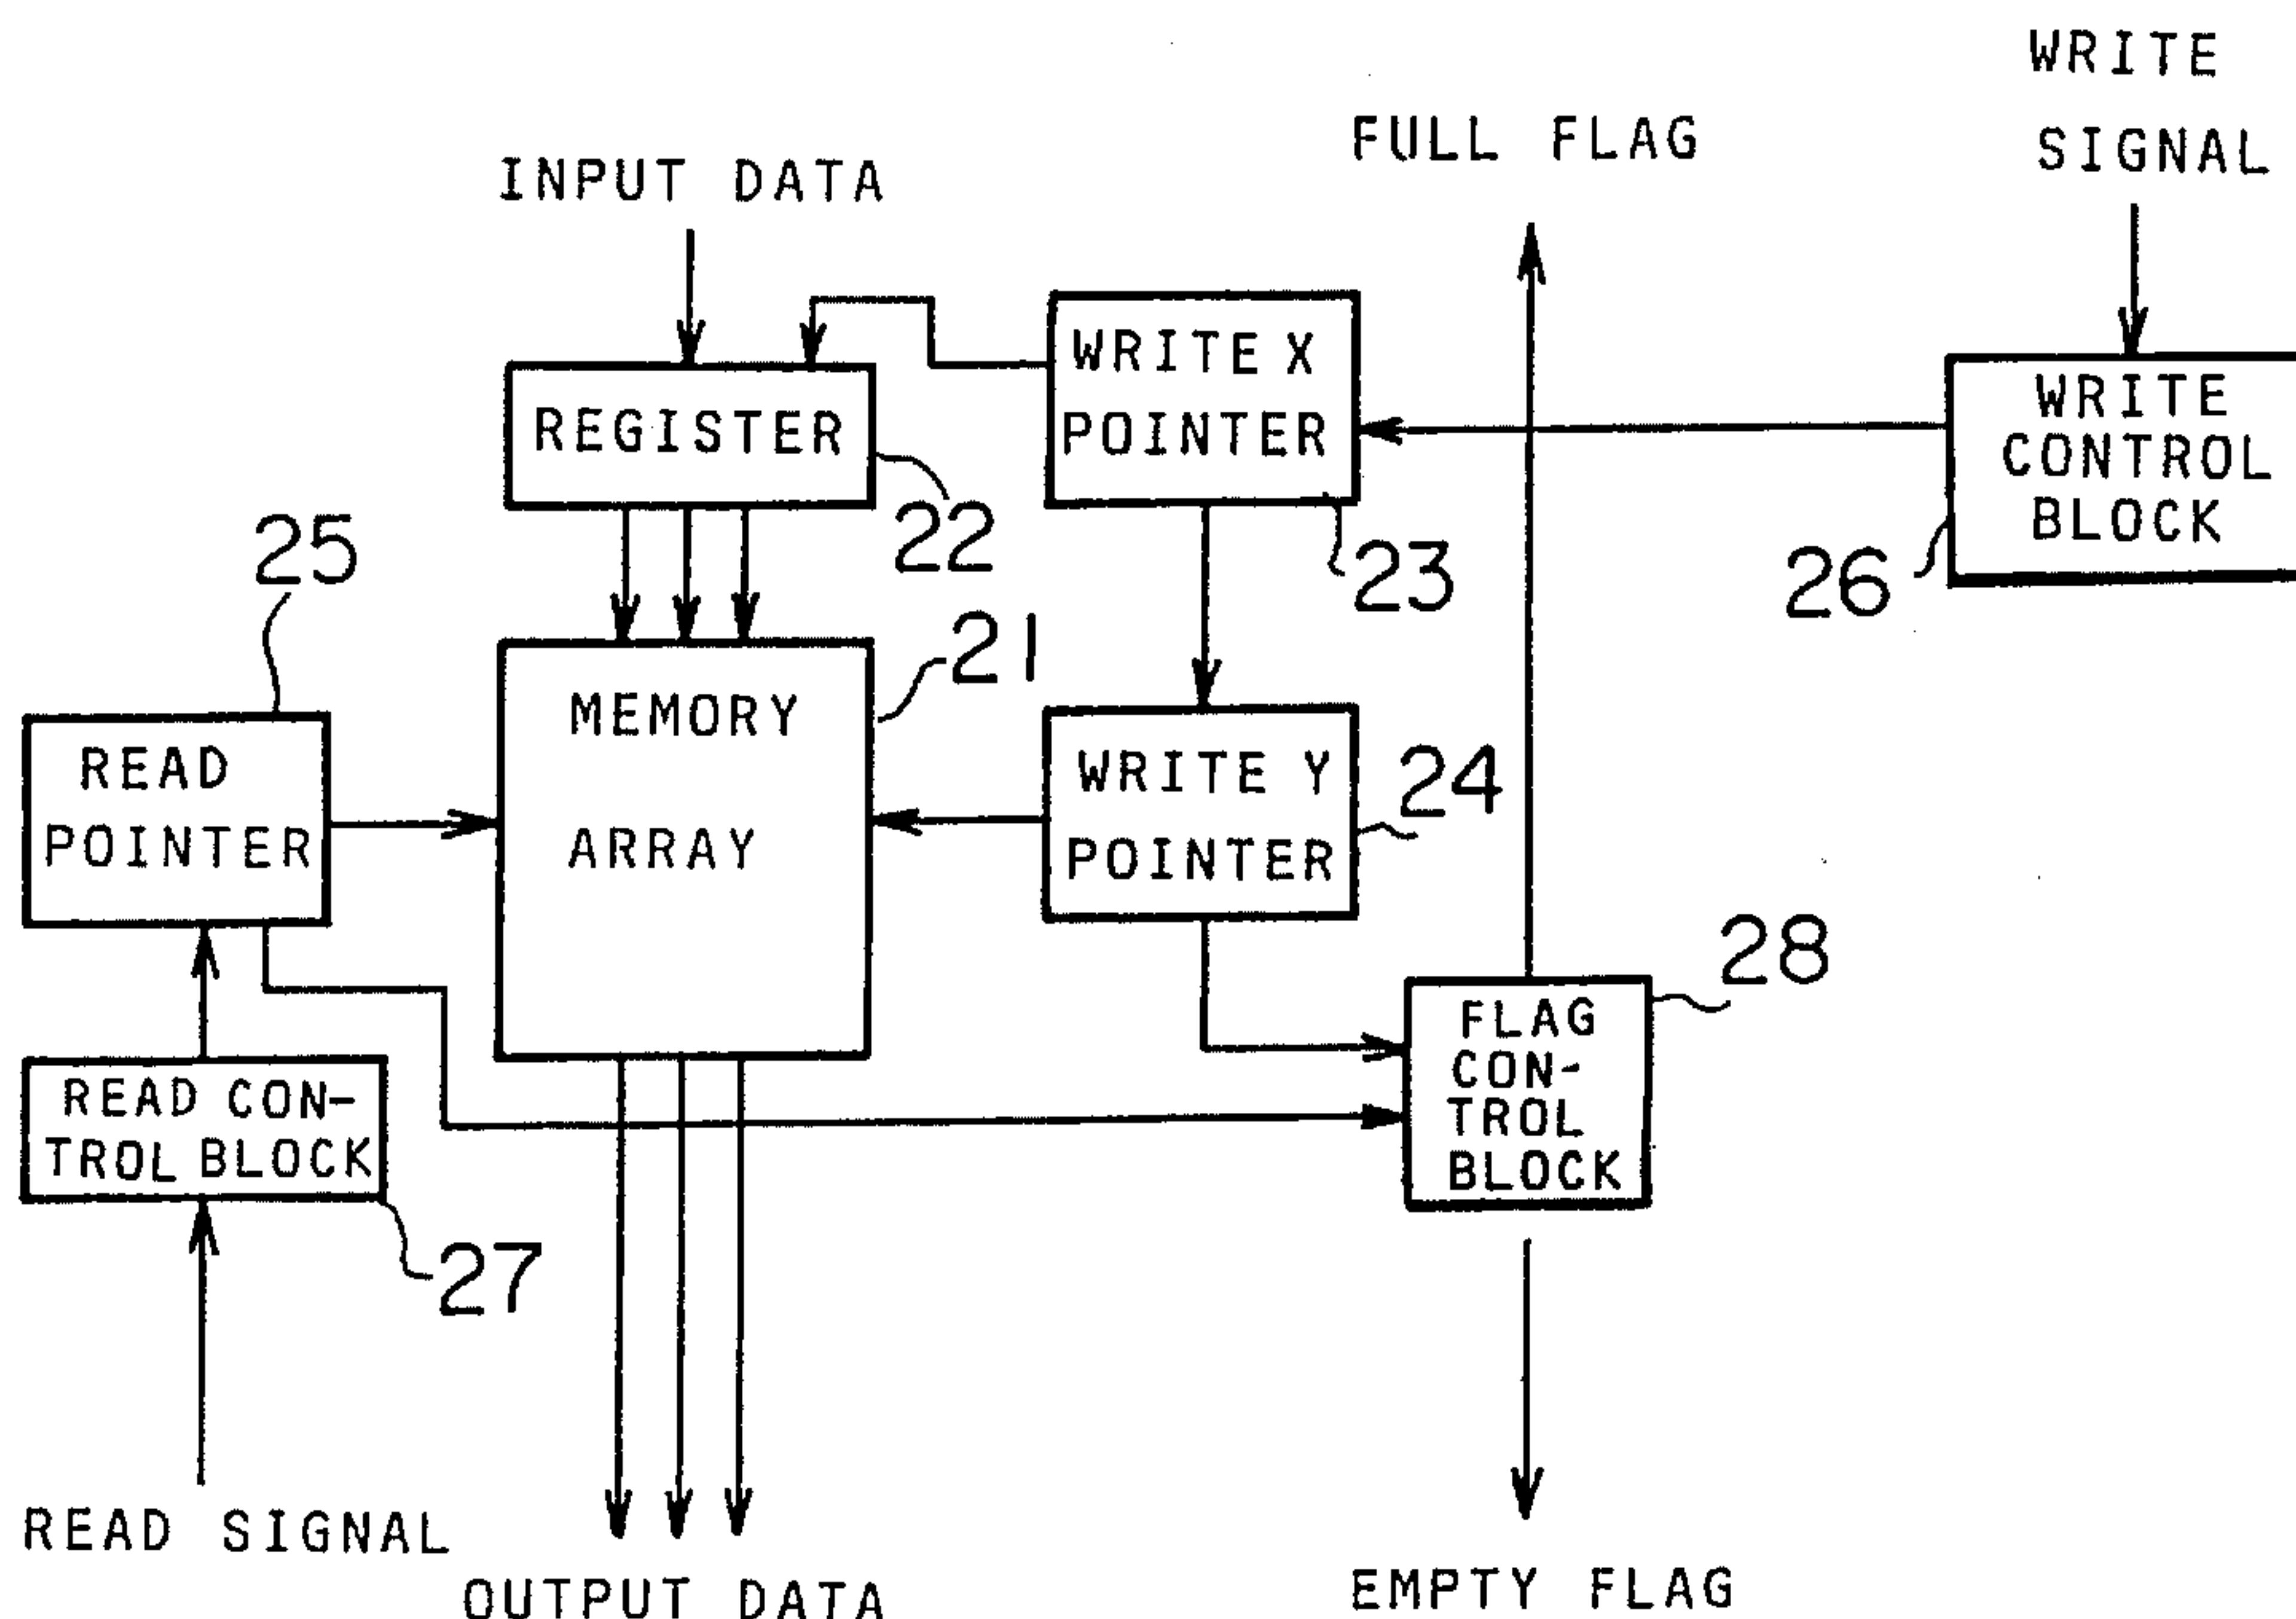 WRITE
SIGNAL
FULL FLAG
INPUT DATA
WRITE X
POINTER
WRITE
CONTROL
BLOCK
REGISTER
22
23
26
25
21
MEMORY
ARRAY
READ
POINTER
WRITE Y
POINTER
24
28
FLAG
CON-
TROL
BLOCK
READ CON-
TROL BLOCK
27
READ SIGNAL
OUTPUT DATA
EMPTY FLAG